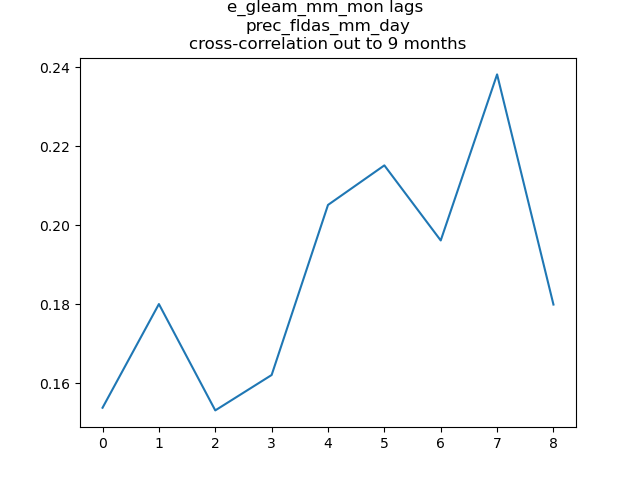 e_gleam_mm_mon lags
prec_fldas_mm_day
cross-correlation out to 9 months
0.24
0.22
0.20
0.18
0.16
0 1 2 3 4 5 6 7 8